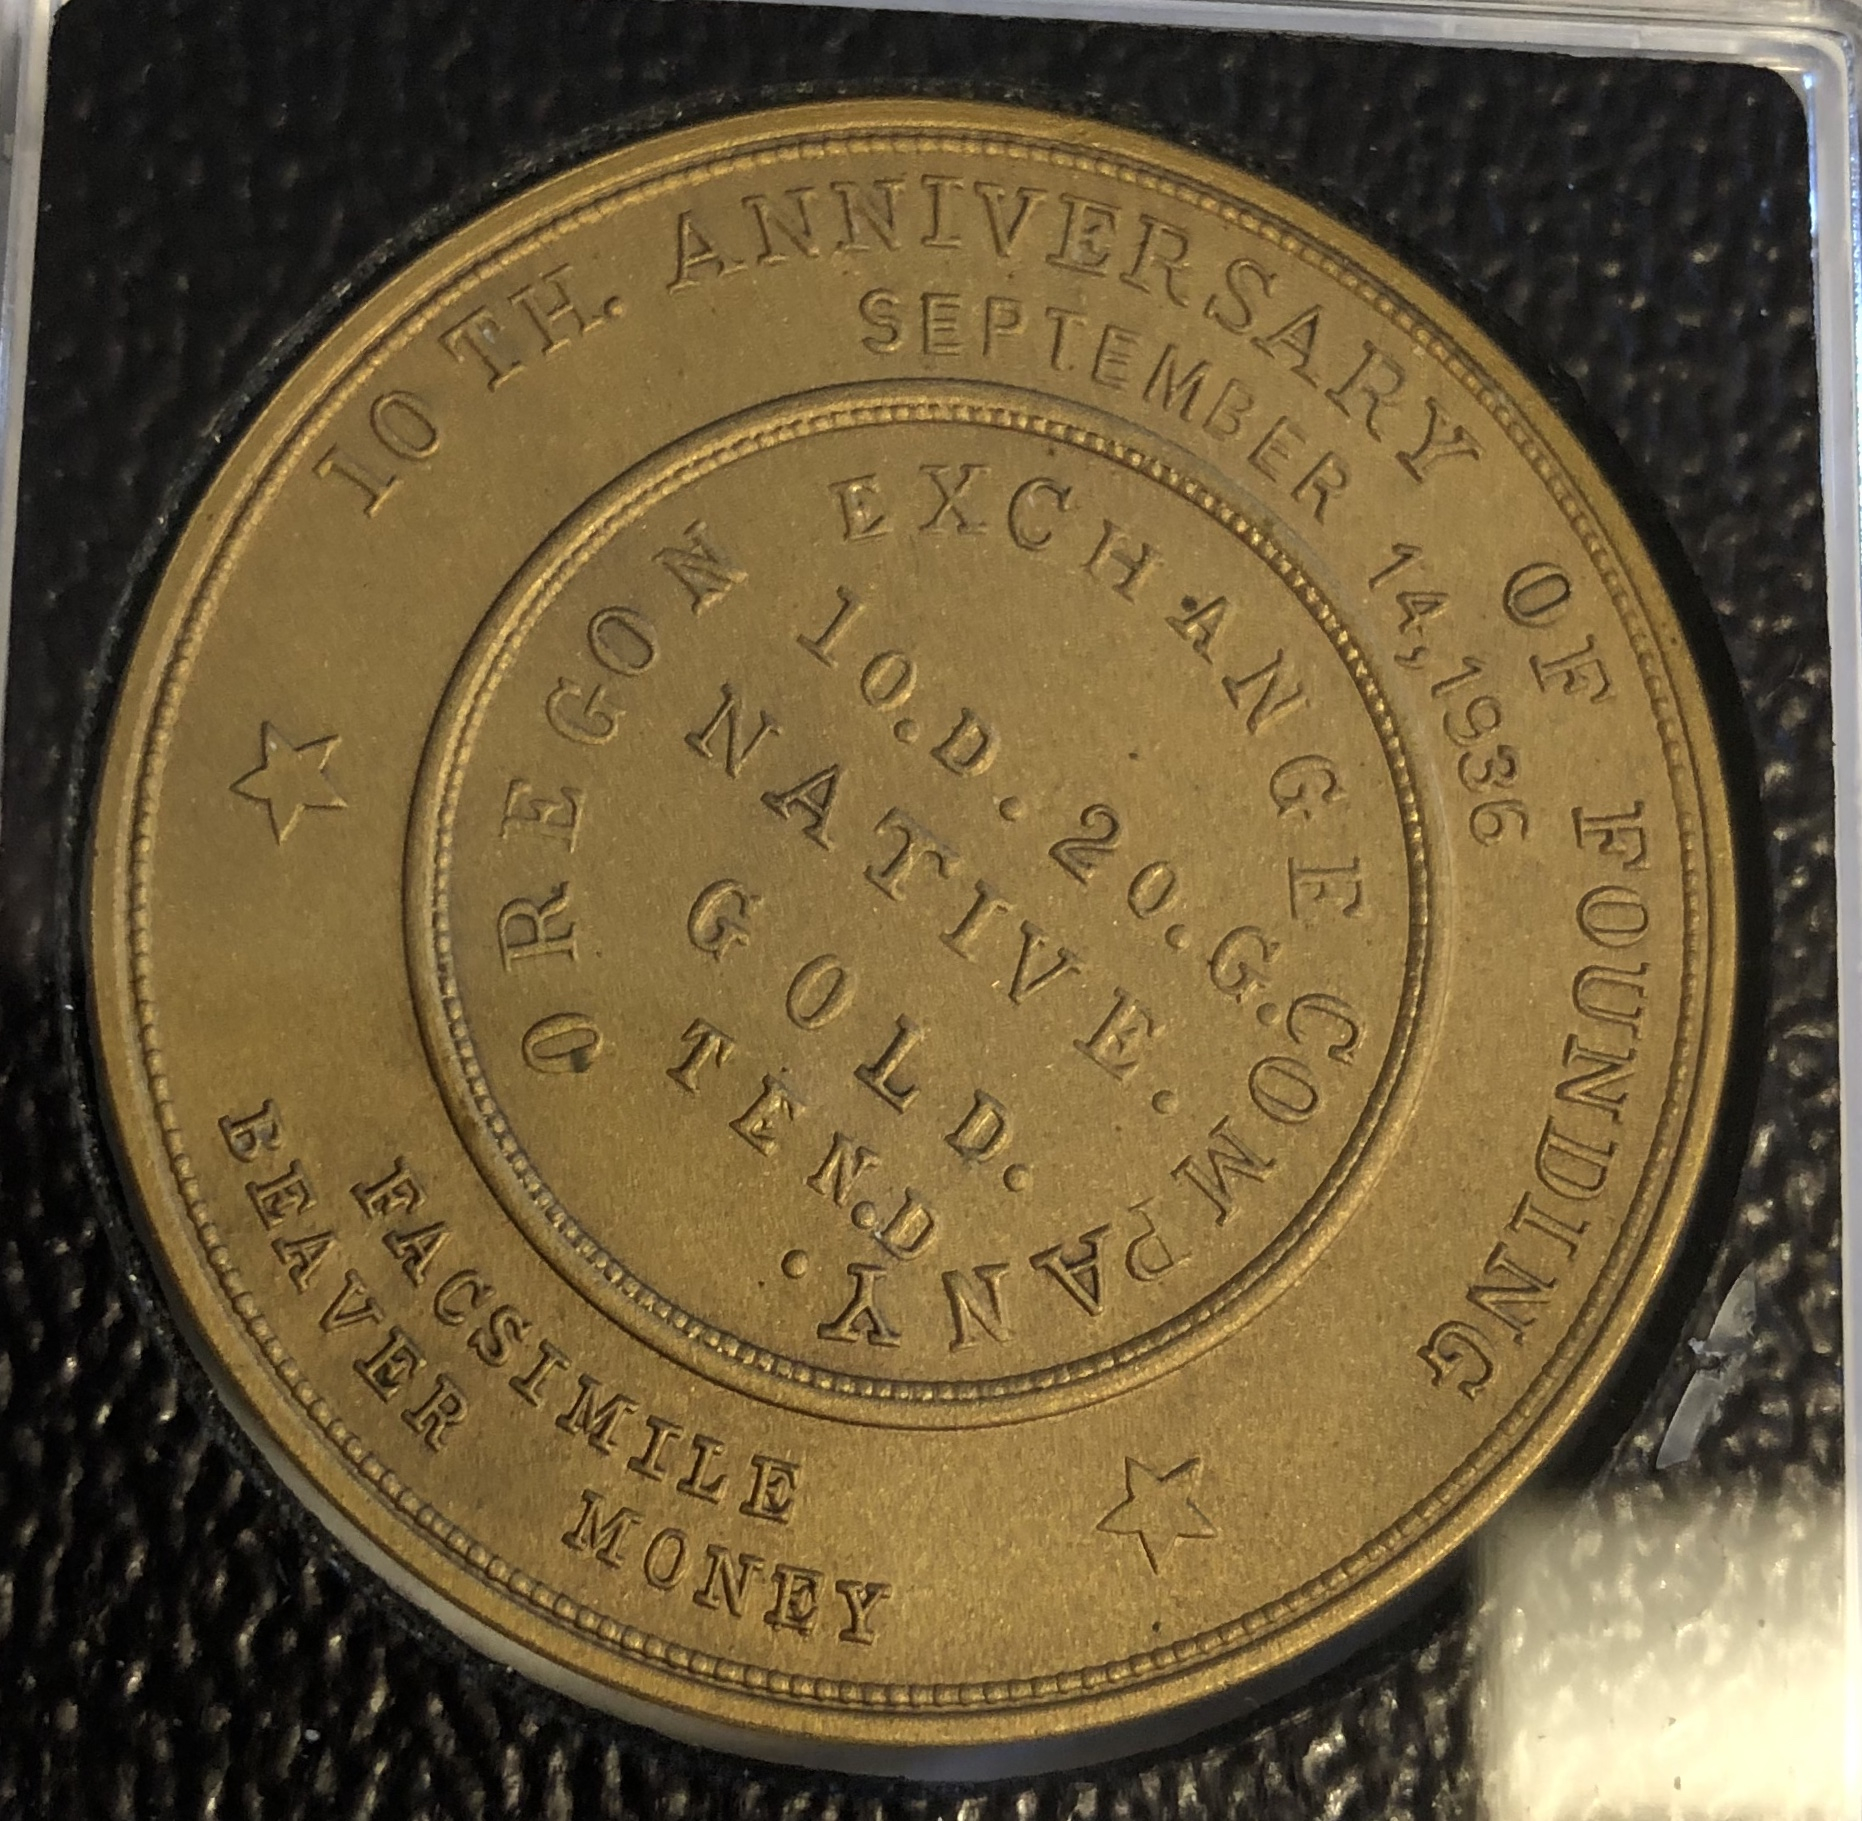 10 TH. ANNIVERSARY OF FOUNDING
SEPTEMBER 14,1936
OREGON EXCHANGE COMPANY.
10.D. 20.G.
NATIVE.
GOLD.
TEN.D
FACSIMILE
BEAVER MONEY